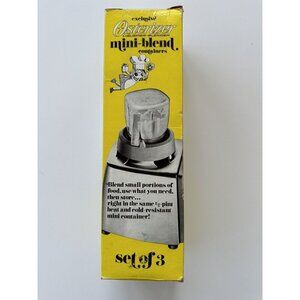 exclusive
Osterizer
mini-blend
containers
Blend small portions of
food, use what you need,
then store...
right in the same ½-pint
heat and cold-resistant
mini container!
set of 3